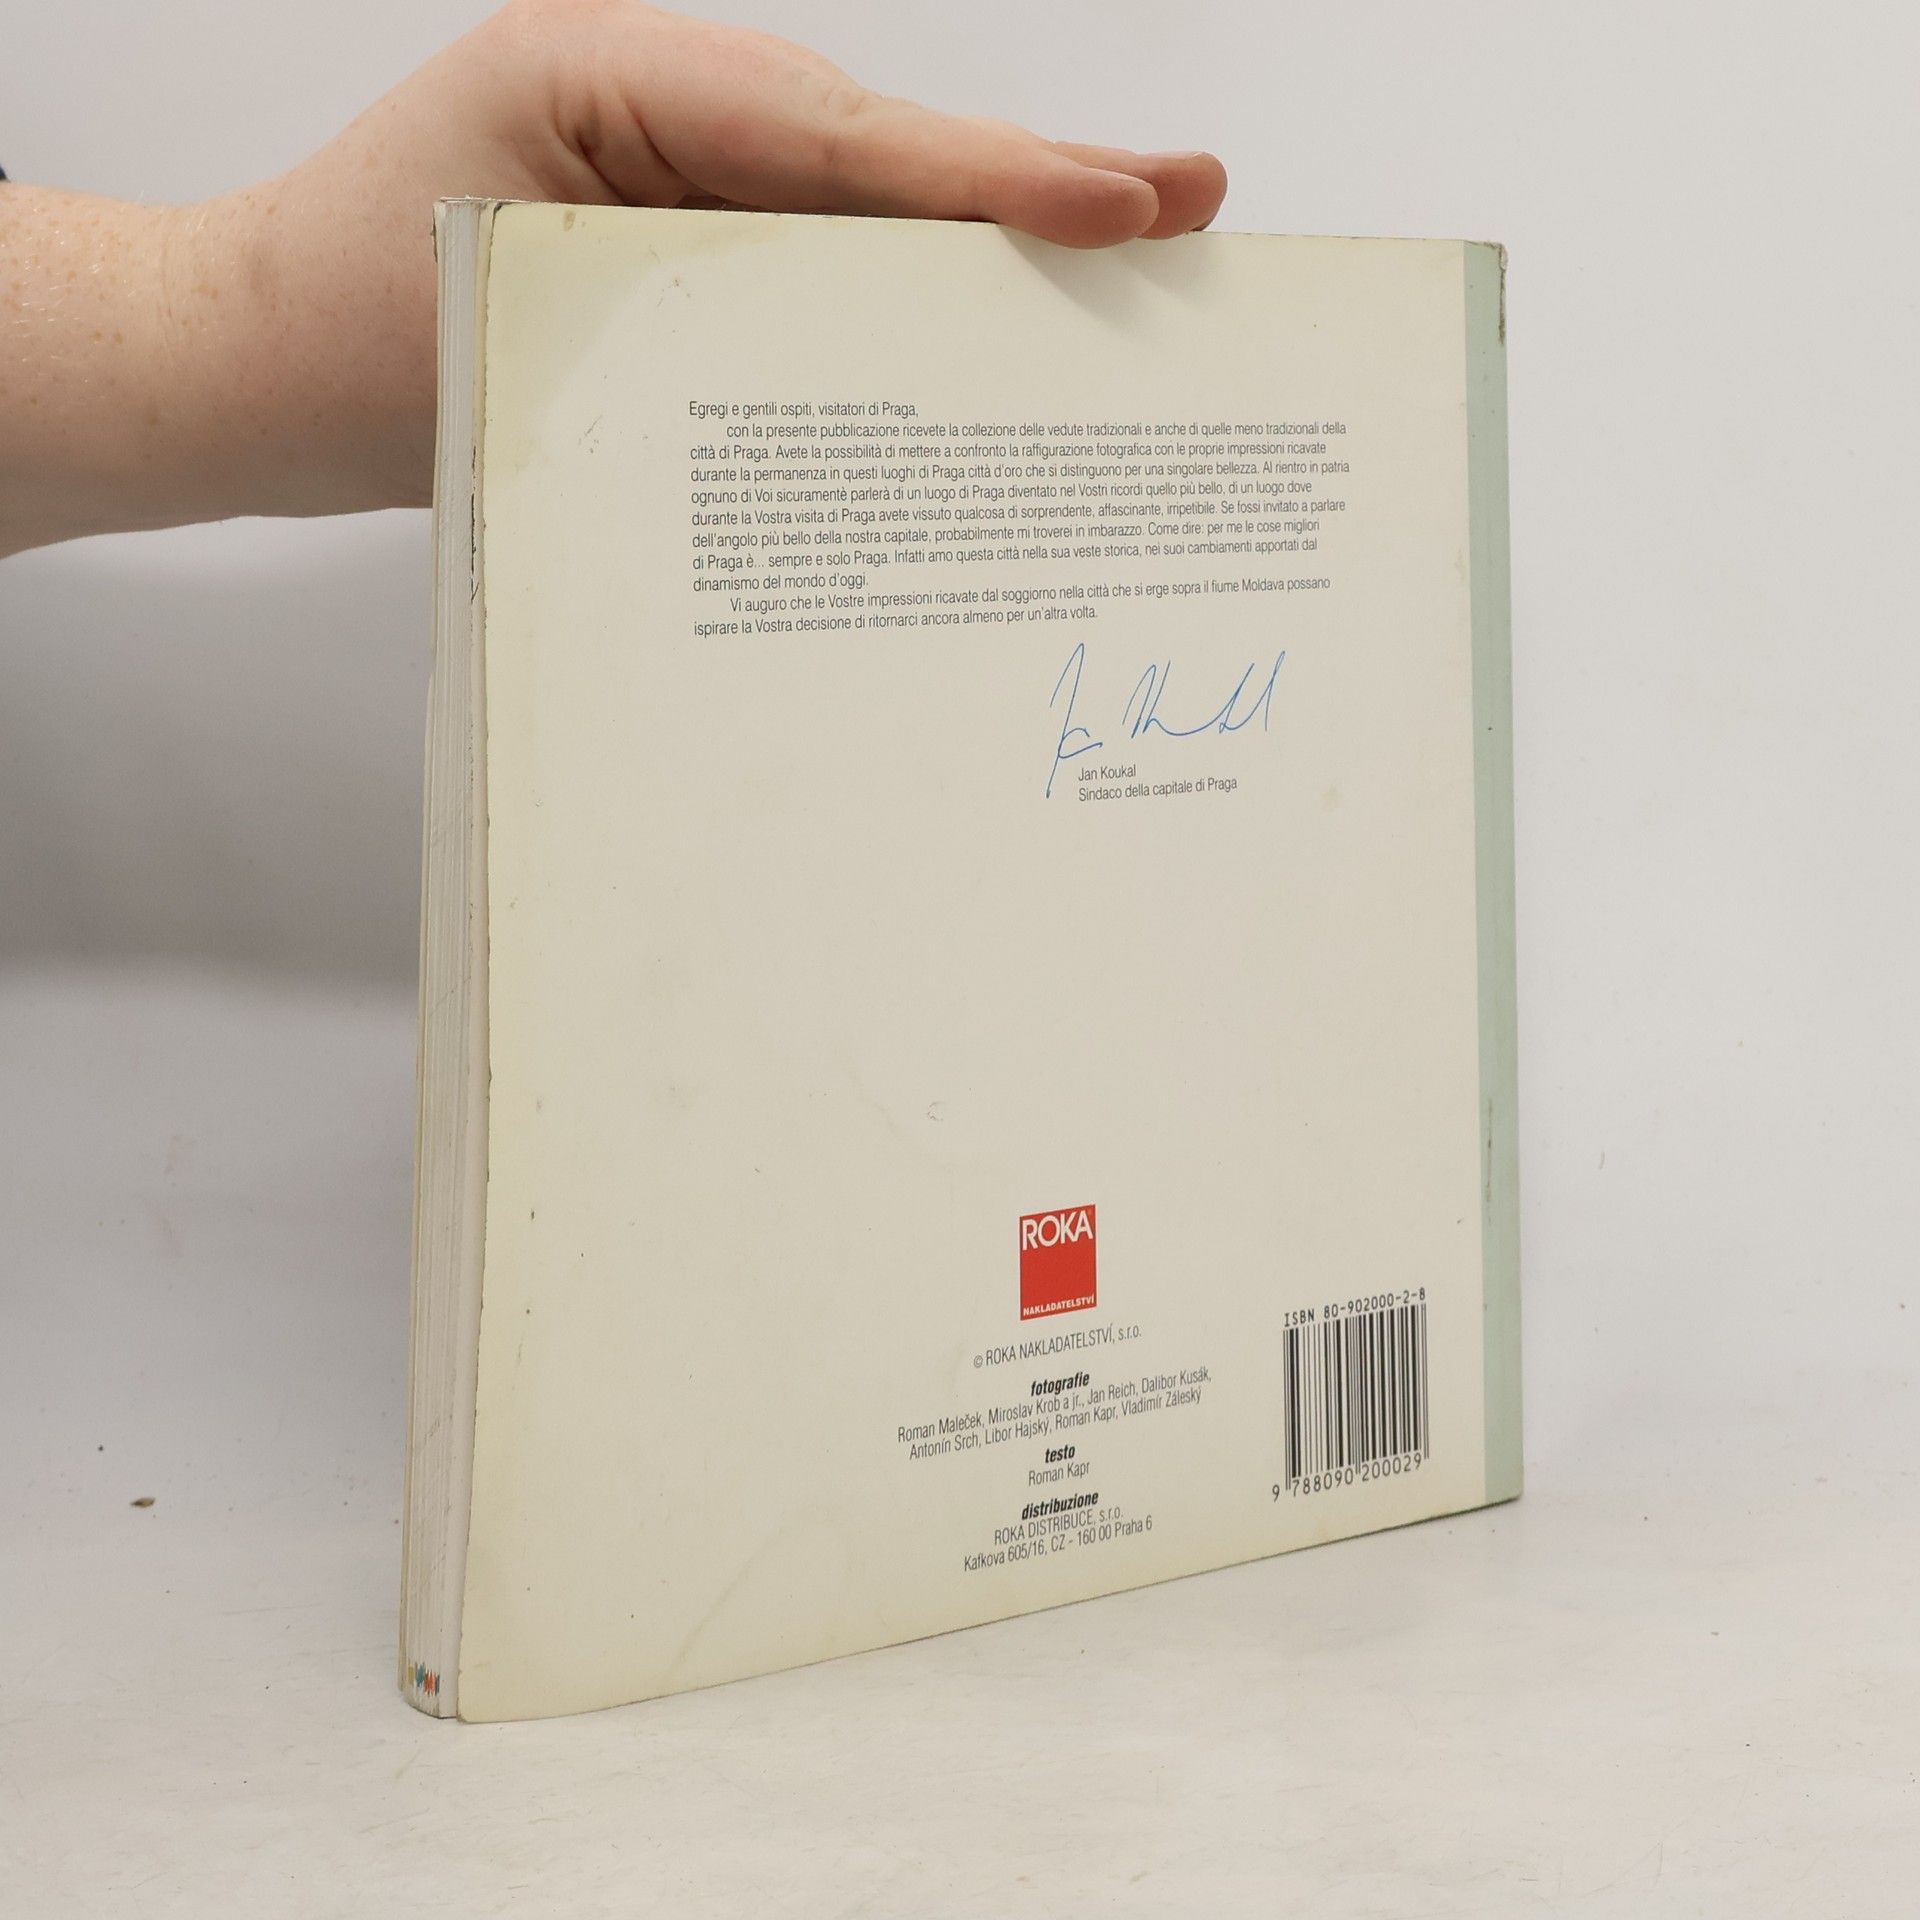 Egregi e gentili ospiti, visitatori di Praga,
con la presente pubblicazione ricevete la collezione delle vedute tradizionali e anche di quelle meno tradizionali della
città di Praga. Avete la possibilità di mettere a confronto la raffigurazione fotografica con le proprie impressioni ricavate
durante la permanenza in questi luoghi di Praga città d'oro che si distinguono per una singolare bellezza. Al rientro in patria
ognuno di Voi sicuramentè parlerà di un luogo di Praga diventato nel Vostri ricordi quello più bello, di un luogo dove
durante la Vostra visita di Praga avete vissuto qualcosa di sorprendente, affascinante, irripetibile. Se fossi invitato a parlare
dell'angolo più bello della nostra capitale, probabilmente mi troverei in imbarazzo. Come dire: per me le cose migliori
di Praga è... sempre e solo Praga. Infatti amo questa città nella sua veste storica, nei suoi cambiamenti apportati dal
dinamismo del mondo d'oggi.
Vi auguro che le Vostre impressioni ricavate dal soggiorno nella città che si erge sopra il fiume Moldava possano
ispirare la Vostra decisione di ritornarci ancora almeno per un'altra volta.
Jan Koukal
Sindaco della capitale di Praga
ROKA
NAKLADATELSTVÍ
© ROKA NAKLADATELSTVÍ, s.r.o.
fotografie
Roman Maleček, Miroslav Krob a jr., Jan Reich, Dalibor Kusák,
Antonín Srch, Libor Hajský, Roman Kapr, Vladimír Záleský
testo
Roman Kapr
distribuzione
ROKA DISTRIBUCE, s.r.o.
Kafkova 605/16, CZ - 160 00 Praha 6
ISBN 80-902000-2-8
9 788090 200029